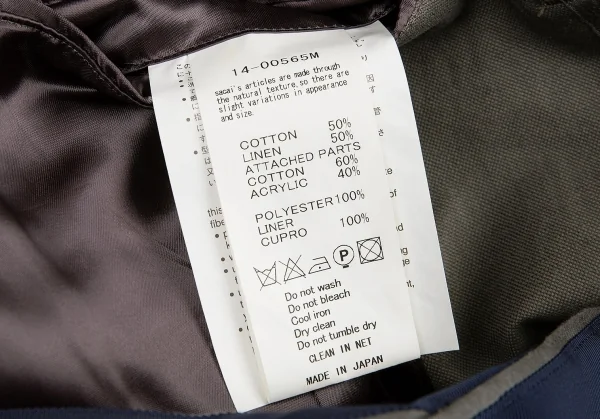 14-00565M
sacai's articles are made through
the natural texture, so there are
slight variations in appearance
and size.
COTTON 50%
LINEN 50%
ATTACHED PARTS
COTTON 60%
ACRYLIC 40%
POLYESTER 100%
LINER
CUPRO 100%
P
Do not wash
Do not bleach
Cool iron
Dry clean
Do not tumble dry
CLEAN IN NET
MADE IN JAPAN